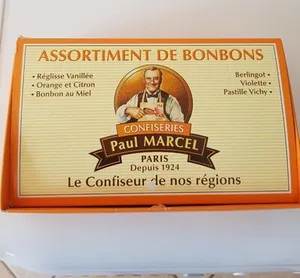 ASSORTIMENT DE BONBONS
• Réglisse Vanillée
• Orange et Citron
• Bonbon au Miel
Berlingot •
Violette •
Pastille Vichy •
CONFISERIES
Paul MARCEL
PARIS
Depuis 1924
Le Confiseur de nos régions